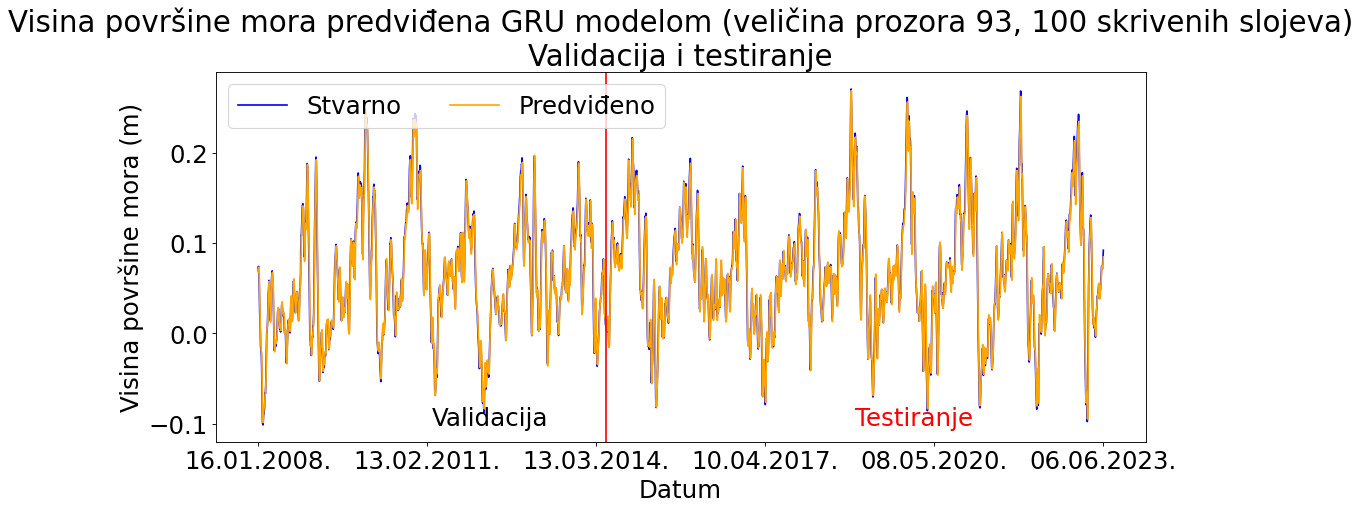 Visina površine mora predviđena GRU modelom (veličina prozora 93, 100 skrivenih slojeva)
Validacija i testiranje
Stvarno
Predviđeno
Visina površine mora (m)
0.2
0.1
0.0
−0.1
Validacija
Testiranje
16.01.2008.
13.02.2011.
13.03.2014.
10.04.2017.
08.05.2020.
06.06.2023.
Datum